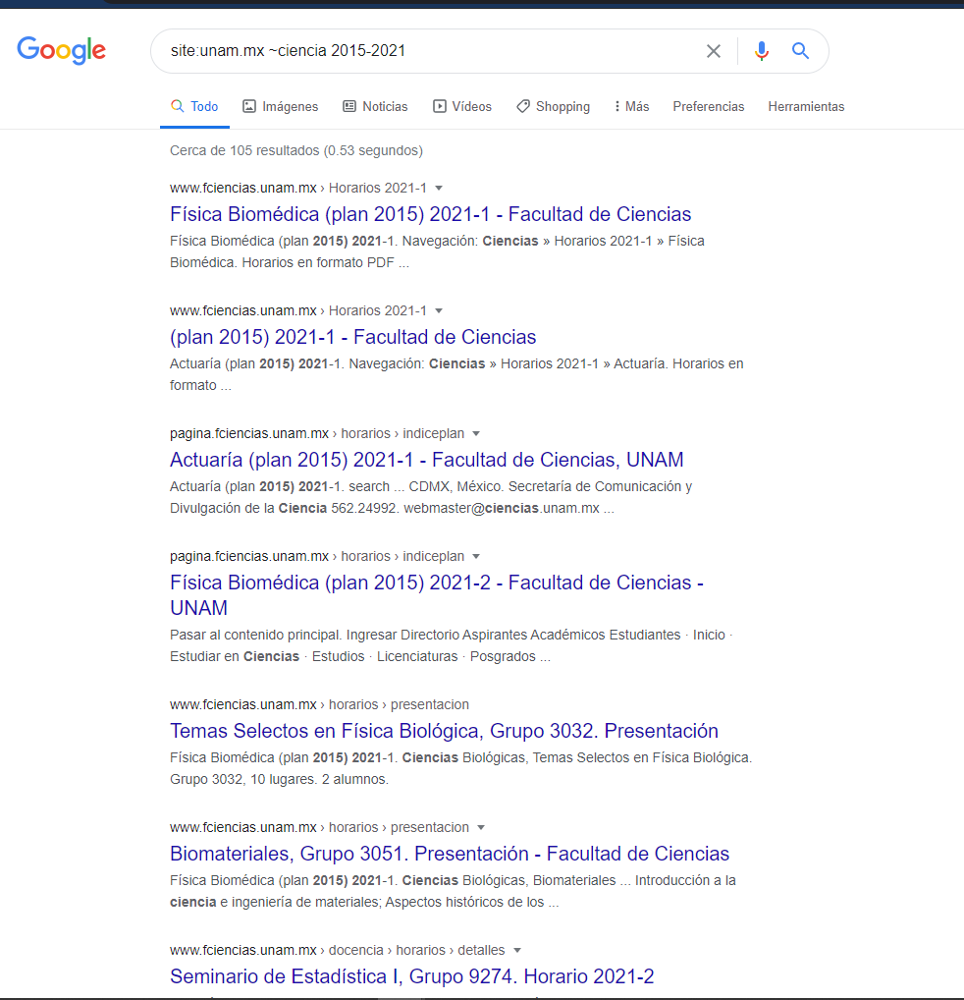 Google
site:unam.mx ~ciencia 2015-2021
Todo Imágenes Noticias Vídeos Shopping Más Preferencias Herramientas
Cerca de 105 resultados (0.53 segundos)
www.fciencias.unam.mx › Horarios 2021-1
Física Biomédica (plan 2015) 2021-1 - Facultad de Ciencias
Física Biomédica (plan 2015) 2021-1. Navegación: Ciencias » Horarios 2021-1 » Física
Biomédica. Horarios en formato PDF ...
www.fciencias.unam.mx › Horarios 2021-1
(plan 2015) 2021-1 - Facultad de Ciencias
Actuaría (plan 2015) 2021-1. Navegación: Ciencias » Horarios 2021-1 » Actuaría. Horarios en
formato ...
pagina.fciencias.unam.mx › horarios › indiceplan
Actuaría (plan 2015) 2021-1 - Facultad de Ciencias, UNAM
Actuaría (plan 2015) 2021-1. search ... CDMX, México. Secretaría de Comunicación y
Divulgación de la Ciencia 562.24992. webmaster@ciencias.unam.mx ...
pagina.fciencias.unam.mx › horarios › indiceplan
Física Biomédica (plan 2015) 2021-2 - Facultad de Ciencias -
UNAM
Pasar al contenido principal. Ingresar Directorio Aspirantes Académicos Estudiantes · Inicio ·
Estudiar en Ciencias · Estudios · Licenciaturas · Posgrados ...
www.fciencias.unam.mx › horarios › presentacion
Temas Selectos en Física Biológica, Grupo 3032. Presentación
Física Biomédica (plan 2015) 2021-1. Ciencias Biológicas, Temas Selectos en Física Biológica.
Grupo 3032, 10 lugares. 2 alumnos.
www.fciencias.unam.mx › horarios › presentacion
Biomateriales, Grupo 3051. Presentación - Facultad de Ciencias
Física Biomédica (plan 2015) 2021-1. Ciencias Biológicas, Biomateriales ... Introducción a la
ciencia e ingeniería de materiales; Aspectos históricos de los ...
www.fciencias.unam.mx › docencia › horarios › detalles
Seminario de Estadística I, Grupo 9274. Horario 2021-2